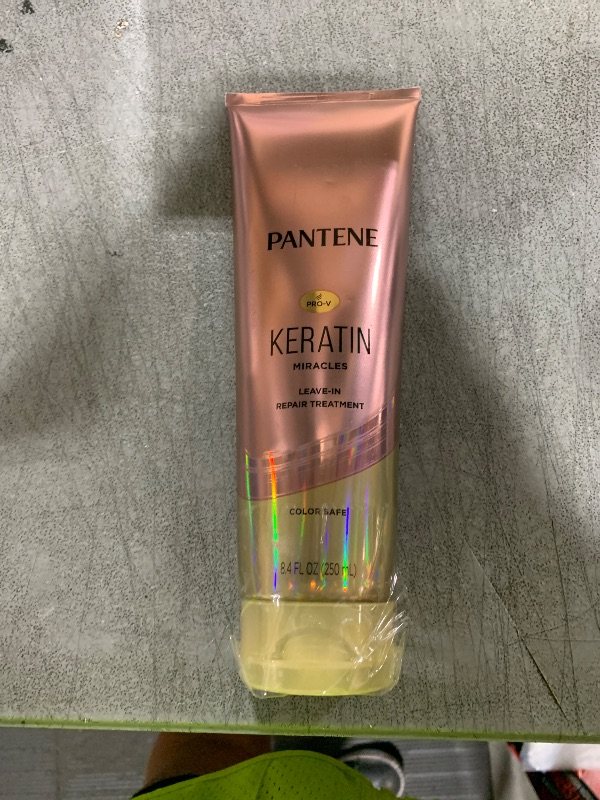 PANTENE
PRO-V
KERATIN
MIRACLES
LEAVE-IN
REPAIR TREATMENT
COLOR SAFE
8.4 FL OZ (250 mL)